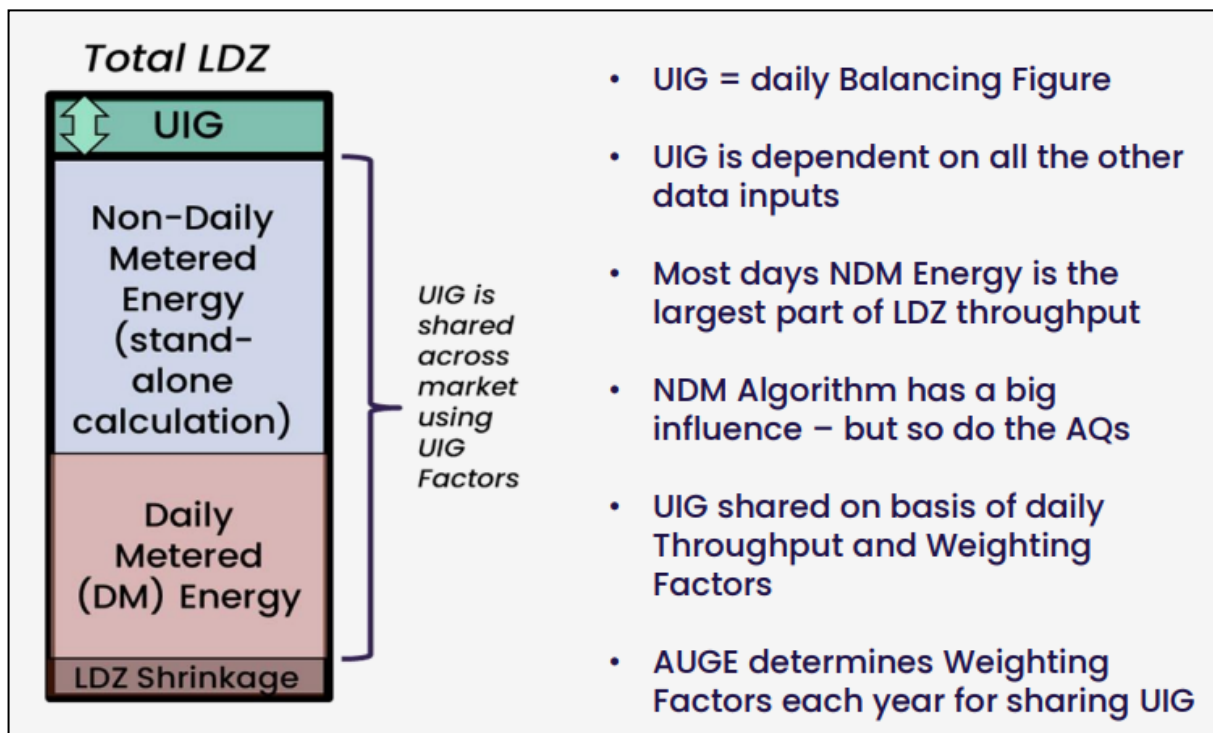 Total LDZ
UIG
Non-Daily
Metered
Energy
(stand-
alone
calculation)
Daily
Metered
(DM) Energy
LDZ Shrinkage
UIG is
shared
across
market
using
UIG
Factors
• UIG = daily Balancing Figure
• UIG is dependent on all the other
data inputs
• Most days NDM Energy is the
largest part of LDZ throughput
• NDM Algorithm has a big
influence – but so do the AQs
• UIG shared on basis of daily
Throughput and Weighting
Factors
• AUGE determines Weighting
Factors each year for sharing UIG